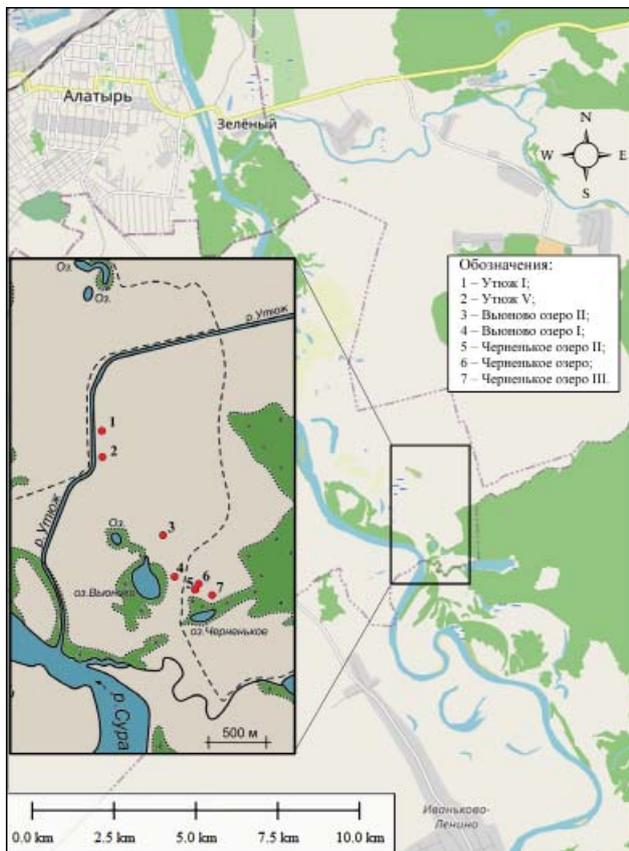 Алатырь
Зелёный
N
W E
S
Обозначения:
1 – Утюж I;
2 – Утюж V;
3 – Вьюново озеро II;
4 – Вьюново озеро I;
5 – Черненькое озеро II;
6 – Черненькое озеро;
7 – Черненькое озеро III.
Оз.
Оз.
р. Утюж
1
2
р. Утюж
Оз.
3
4
6
5
7
оз.Вьюново
оз.Черненькое
р. Сура
500 м
Иваньково-
Ленино
0.0 km 2.5 km 5.0 km 7.5 km 10.0 km